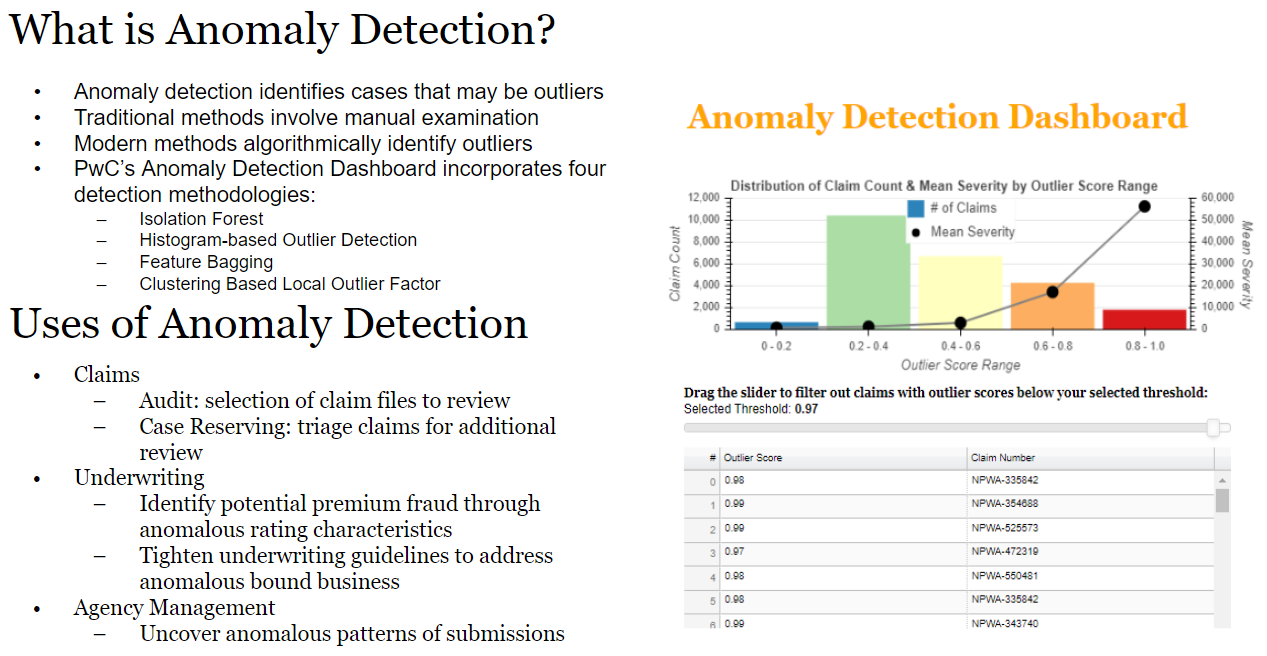 What is Anomaly Detection?
• Anomaly detection identifies cases that may be outliers
• Traditional methods involve manual examination
• Modern methods algorithmically identify outliers
• PwC’s Anomaly Detection Dashboard incorporates four
detection methodologies:
– Isolation Forest
– Histogram-based Outlier Detection
– Feature Bagging
– Clustering Based Local Outlier Factor
Uses of Anomaly Detection
• Claims
– Audit: selection of claim files to review
– Case Reserving: triage claims for additional
review
• Underwriting
– Identify potential premium fraud through
anomalous rating characteristics
– Tighten underwriting guidelines to address
anomalous bound business
• Agency Management
– Uncover anomalous patterns of submissions
Anomaly Detection Dashboard
Distribution of Claim Count & Mean Severity by Outlier Score Range
# of Claims
Mean Severity
Claim Count
12,000
10,000
8,000
6,000
4,000
2,000
0
60,000
50,000
40,000
30,000
20,000
10,000
0
Mean Severity
0 - 0.2 0.2 - 0.4 0.4 - 0.6 0.6 - 0.8 0.8 - 1.0
Outlier Score Range
Drag the slider to filter out claims with outlier scores below your selected threshold:
Selected Threshold: 0.97
# Outlier Score Claim Number
0 0.98 NPWA-335842
1 0.99 NPWA-354688
2 0.99 NPWA-525573
3 0.97 NPWA-472319
4 0.98 NPWA-550481
5 0.98 NPWA-335842
6 0.99 NPWA-343740